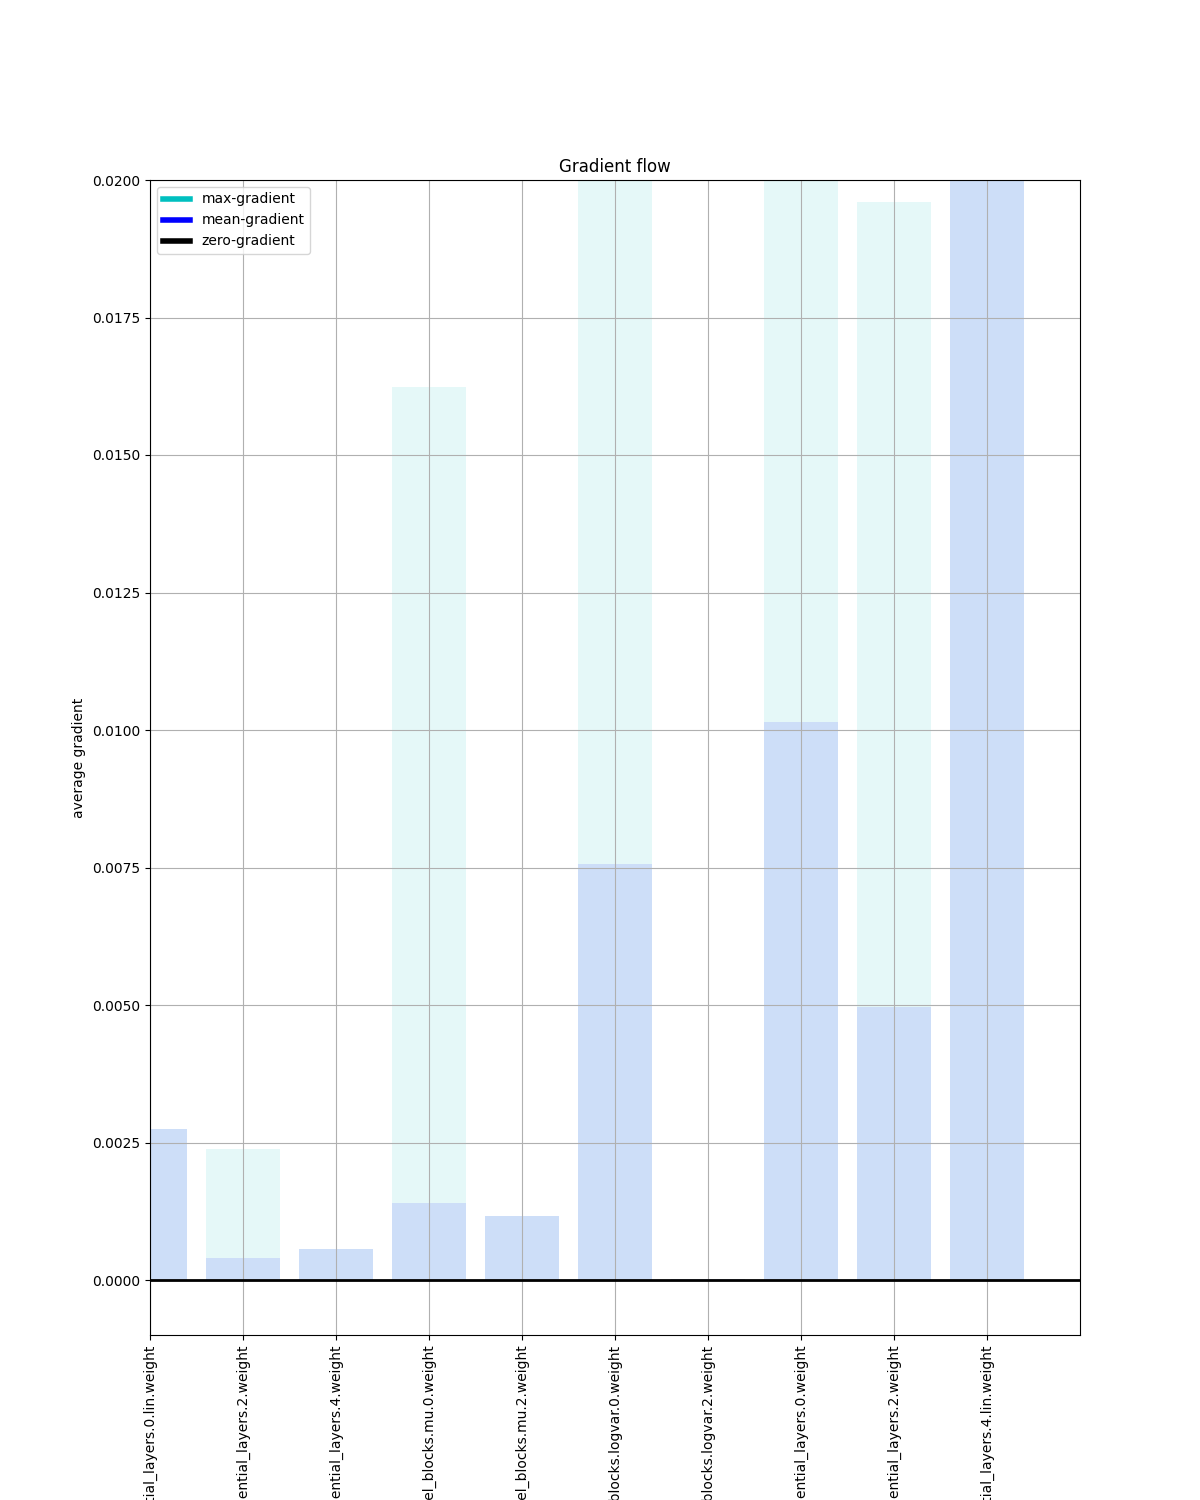 Gradient flow
max-gradient
mean-gradient
zero-gradient
average gradient
0.0200
0.0175
0.0150
0.0125
0.0100
0.0075
0.0050
0.0025
0.0000
tial_layers.0.lin.weight
ential_layers.2.weight
ential_layers.4.weight
el_blocks.mu.0.weight
el_blocks.mu.2.weight
blocks.logvar.0.weight
blocks.logvar.2.weight
ential_layers.0.weight
ential_layers.2.weight
tial_layers.4.lin.weight